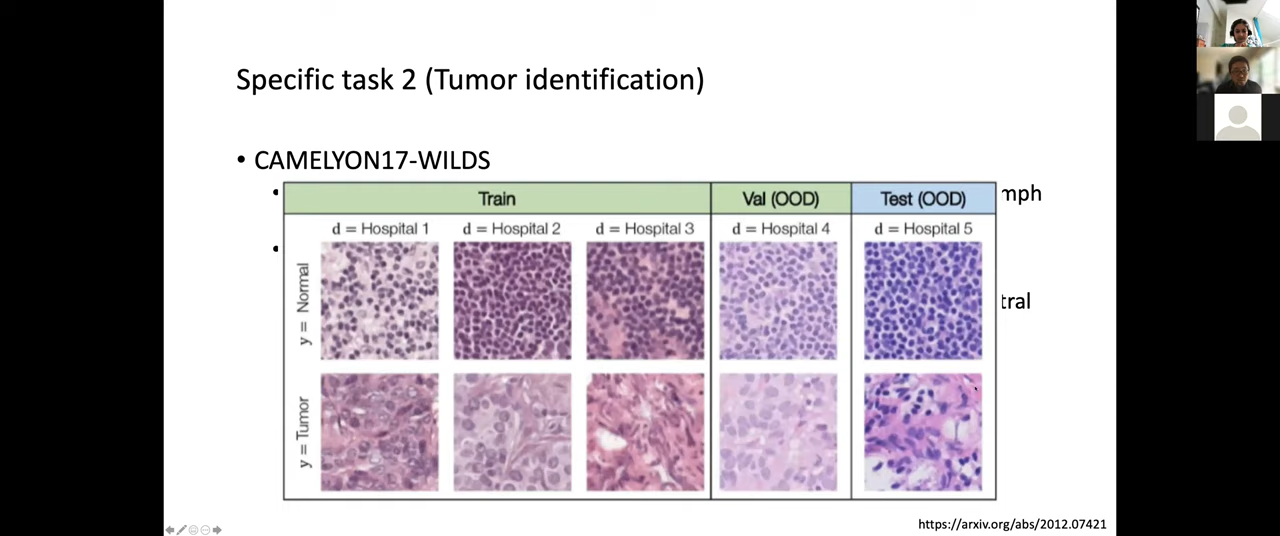 Specific task 2 (Tumor identification)
• CAMELYON17-WILDS
mph
tral
Train Val (OOD) Test (OOD)
d = Hospital 1 d = Hospital 2 d = Hospital 3 d = Hospital 4 d = Hospital 5
y = Normal
y = Tumor
https://arxiv.org/abs/2012.07421